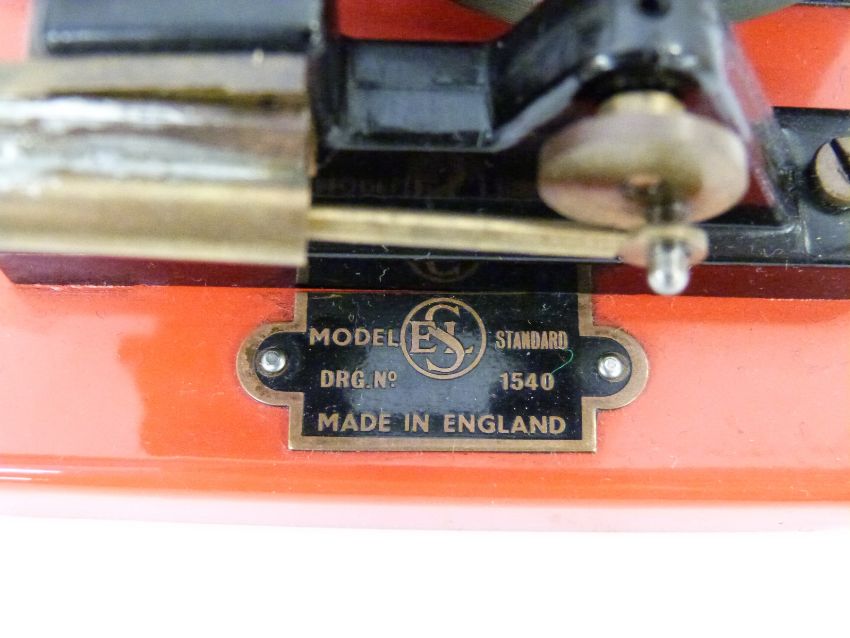 MODEL ESL STANDARD
DRG. Nº 1540
MADE IN ENGLAND